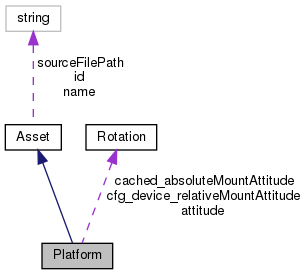 string
sourceFilePath
id
name
Asset
Rotation
cached_absoluteMountAttitude
cfg_device_relativeMountAttitude
attitude
Platform